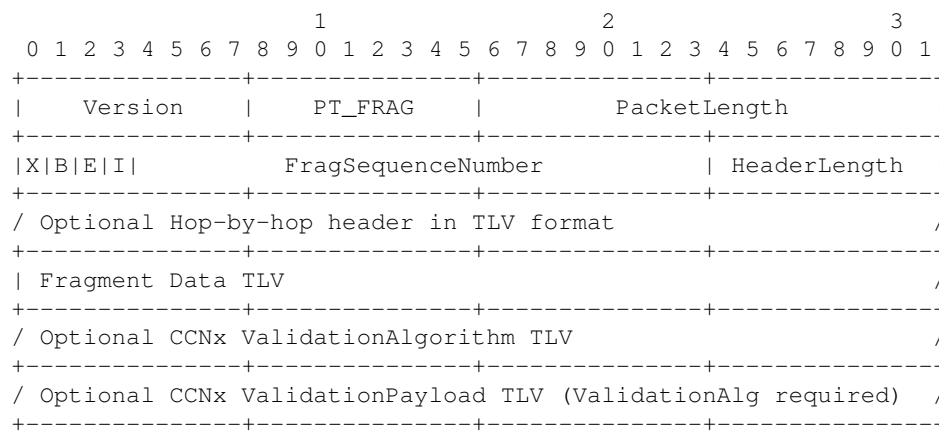 1                   2                   3
 0 1 2 3 4 5 6 7 8 9 0 1 2 3 4 5 6 7 8 9 0 1 2 3 4 5 6 7 8 9 0 1
+---------------+---------------+---------------+---------------
|    Version    |    PT_FRAG    |         PacketLength
+---------------+---------------+---------------+---------------
|X|B|E|I|          FragSequenceNumber           | HeaderLength
+---------------+---------------+---------------+---------------
/ Optional Hop-by-hop header in TLV format                      /
+---------------+---------------+---------------+---------------
| Fragment Data TLV                                             /
+---------------+---------------+---------------+---------------
/ Optional CCNx ValidationAlgorithm TLV                         /
+---------------+---------------+---------------+---------------
/ Optional CCNx ValidationPayload TLV (ValidationAlg required)  /
+---------------+---------------+---------------+---------------